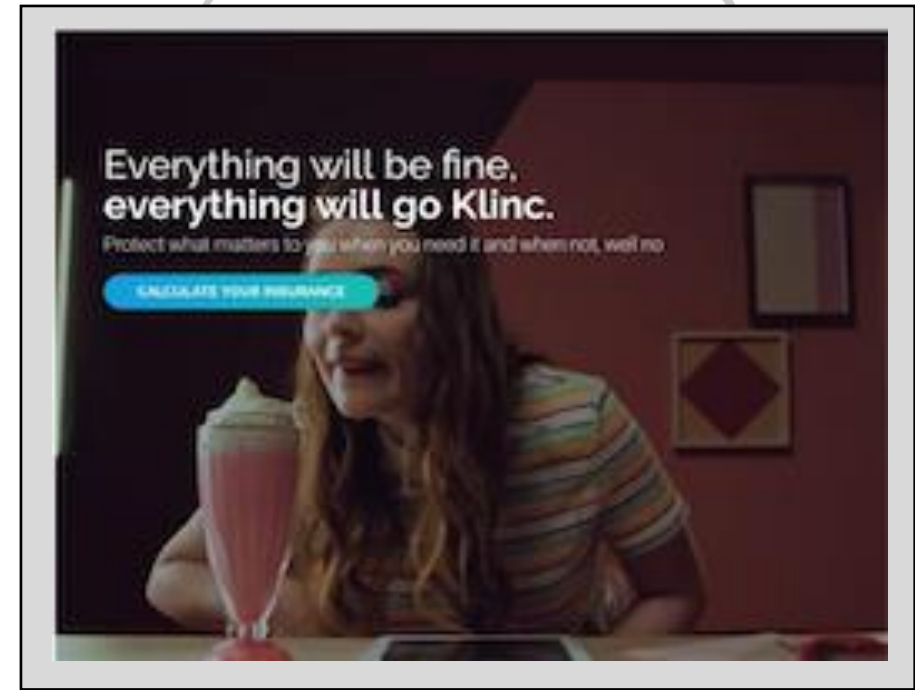 Everything will be fine,
everything will go Klinc.
Protect what matters to you when you need it and when not, well no
CALCULATE YOUR INSURANCE